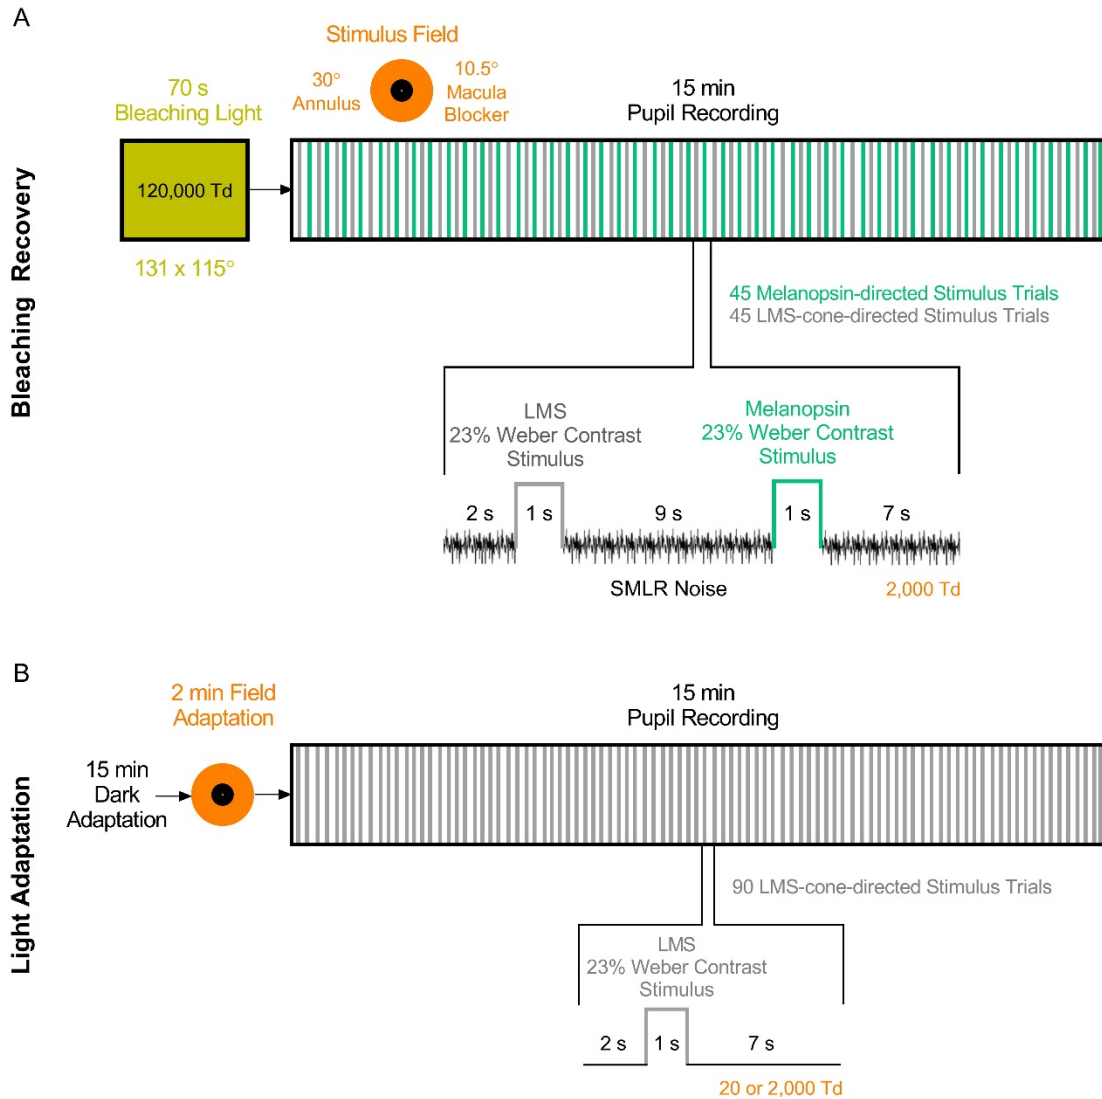 A
Stimulus Field
70 s
Bleaching Light
30°
Annulus
10.5°
Macula
Blocker
15 min
Pupil Recording
120,000 Td
131 x 115°
Bleaching Recovery
45 Melanopsin-directed Stimulus Trials
45 LMS-cone-directed Stimulus Trials
LMS
23% Weber Contrast
Stimulus
Melanopsin
23% Weber Contrast
Stimulus
2 s
1 s
9 s
1 s
7 s
SMLR Noise
2,000 Td
B
2 min Field
Adaptation
15 min
Pupil Recording
15 min
Dark
Adaptation
Light Adaptation
90 LMS-cone-directed Stimulus Trials
LMS
23% Weber Contrast
Stimulus
2 s
1 s
7 s
20 or 2,000 Td